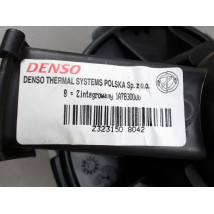 DENSO
DENSO THERMAL SYSTEMS POLSKA Sp. z o.o.
B = Zintegrowany
2323150 8042